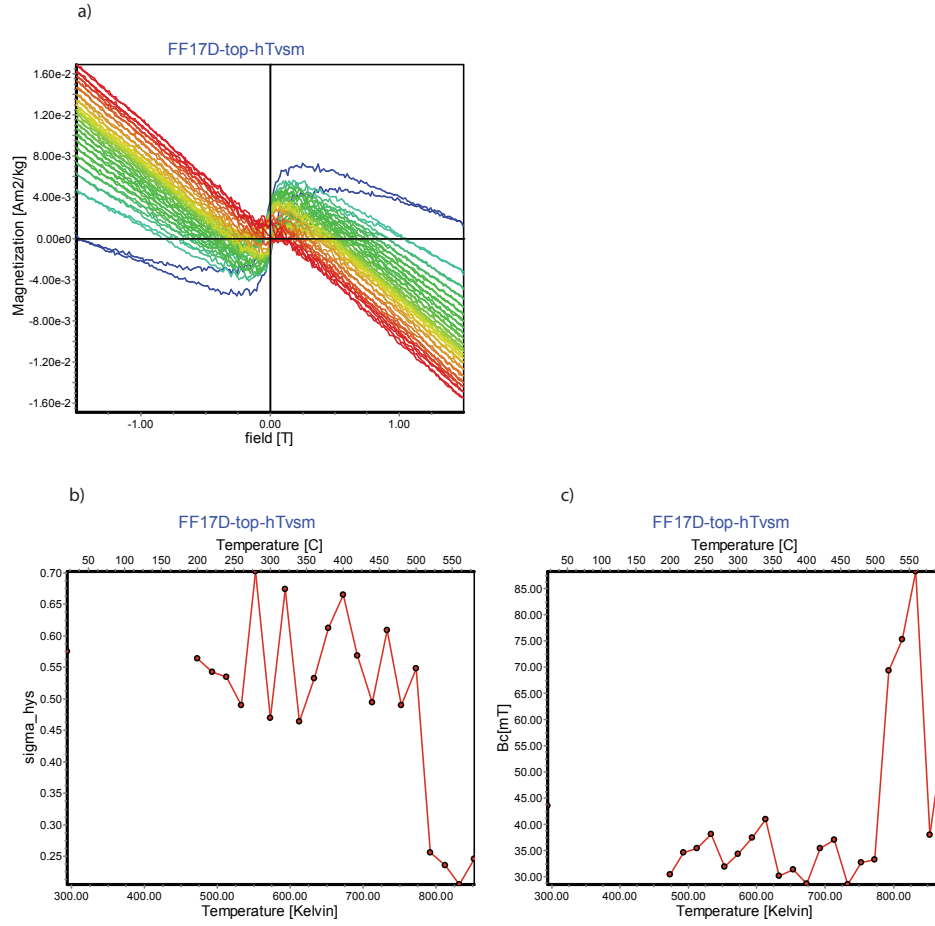 a)
FF17D-top-hTvsm
1.60e-2
1.20e-2
8.00e-3
4.00e-3
0.00e0
-4.00e-3
-8.00e-3
-1.20e-2
-1.60e-2
Magnetization [Am2/kg]
-1.00 0.00 1.00
field [T]
b)
FF17D-top-hTvsm
Temperature [C]
50 100 150 200 250 300 350 400 450 500 550
0.70
0.65
0.60
0.55
0.50
0.45
0.40
0.35
0.30
0.25
sigma_hys
300.00 400.00 500.00 600.00 700.00 800.00
Temperature [Kelvin]
c)
FF17D-top-hTvsm
Temperature [C]
50 100 150 200 250 300 350 400 450 500 550
85.00
80.00
75.00
70.00
65.00
60.00
55.00
50.00
45.00
40.00
35.00
30.00
Bc[mT]
300.00 400.00 500.00 600.00 700.00 800.00
Temperature [Kelvin]